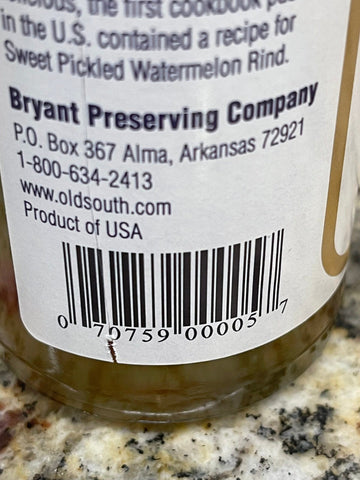 the first cookbook
in the U.S. contained a recipe for
Sweet Pickled Watermelon Rind.
Bryant Preserving Company
P.O. Box 367 Alma, Arkansas 72921
1-800-634-2413
www.oldsouth.com
Product of USA
0 70759 00005 7